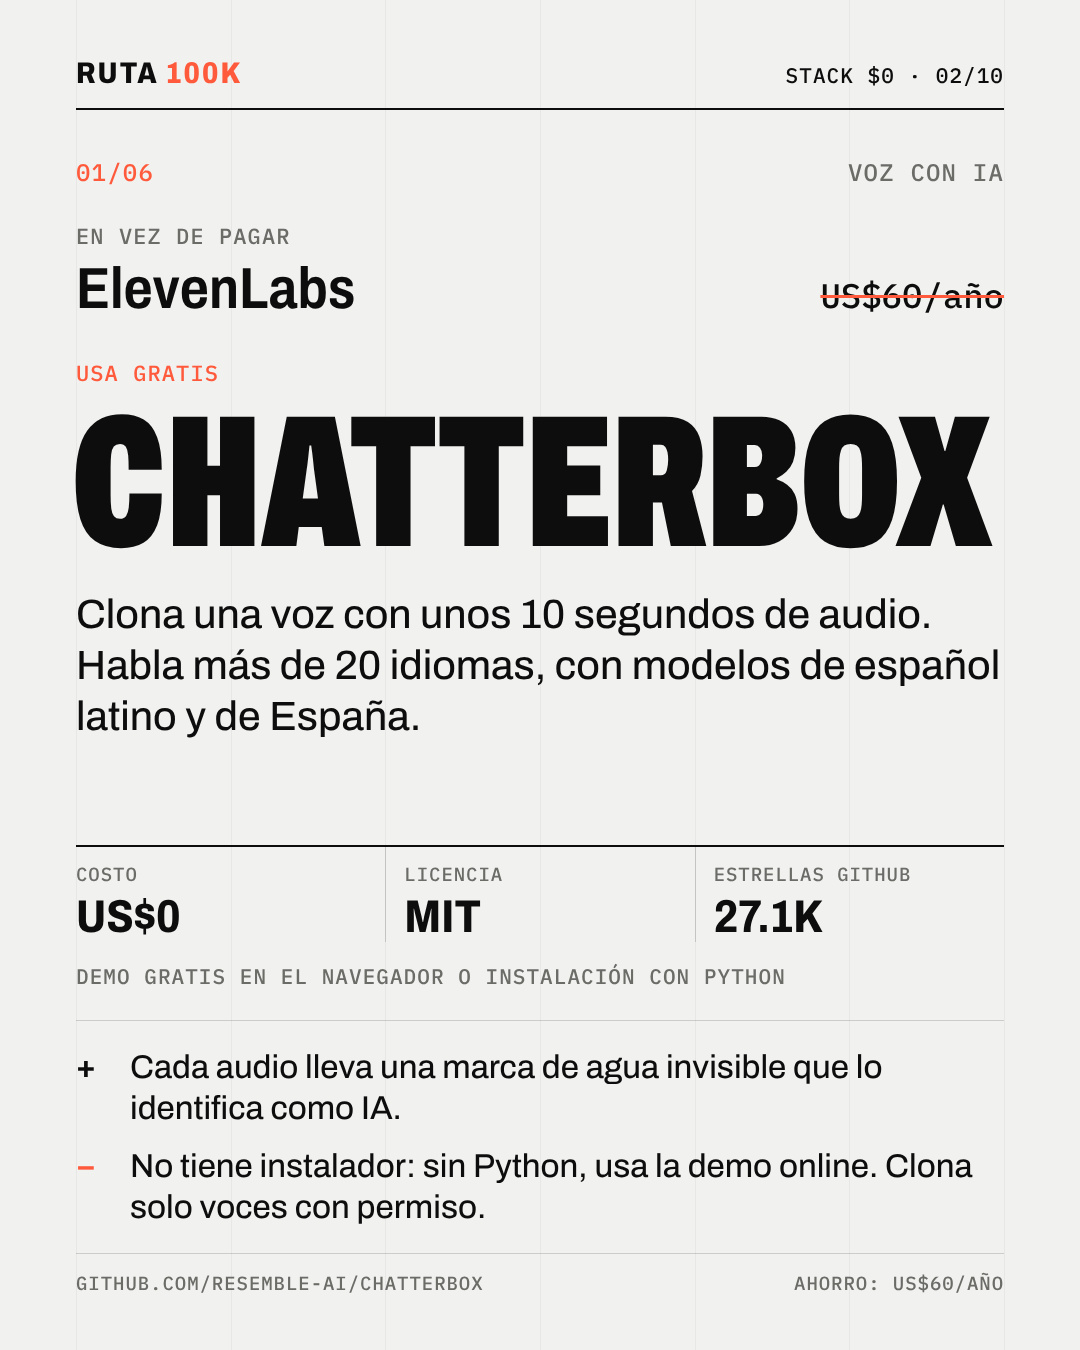 RUTA 100K
STACK $0 · 02/10
01/06
VOZ CON IA
EN VEZ DE PAGAR
ElevenLabs
US$60/año
USA GRATIS
CHATTERBOX
Clona una voz con unos 10 segundos de audio.
Habla más de 20 idiomas, con modelos de español
latino y de España.
COSTO
US$0
LICENCIA
MIT
ESTRELLAS GITHUB
27.1K
DEMO GRATIS EN EL NAVEGADOR O INSTALACIÓN CON PYTHON
+ Cada audio lleva una marca de agua invisible que lo
identifica como IA.
– No tiene instalador: sin Python, usa la demo online. Clona
solo voces con permiso.
GITHUB.COM/RESEMBLE-AI/CHATTERBOX
AHORRO: US$60/AÑO